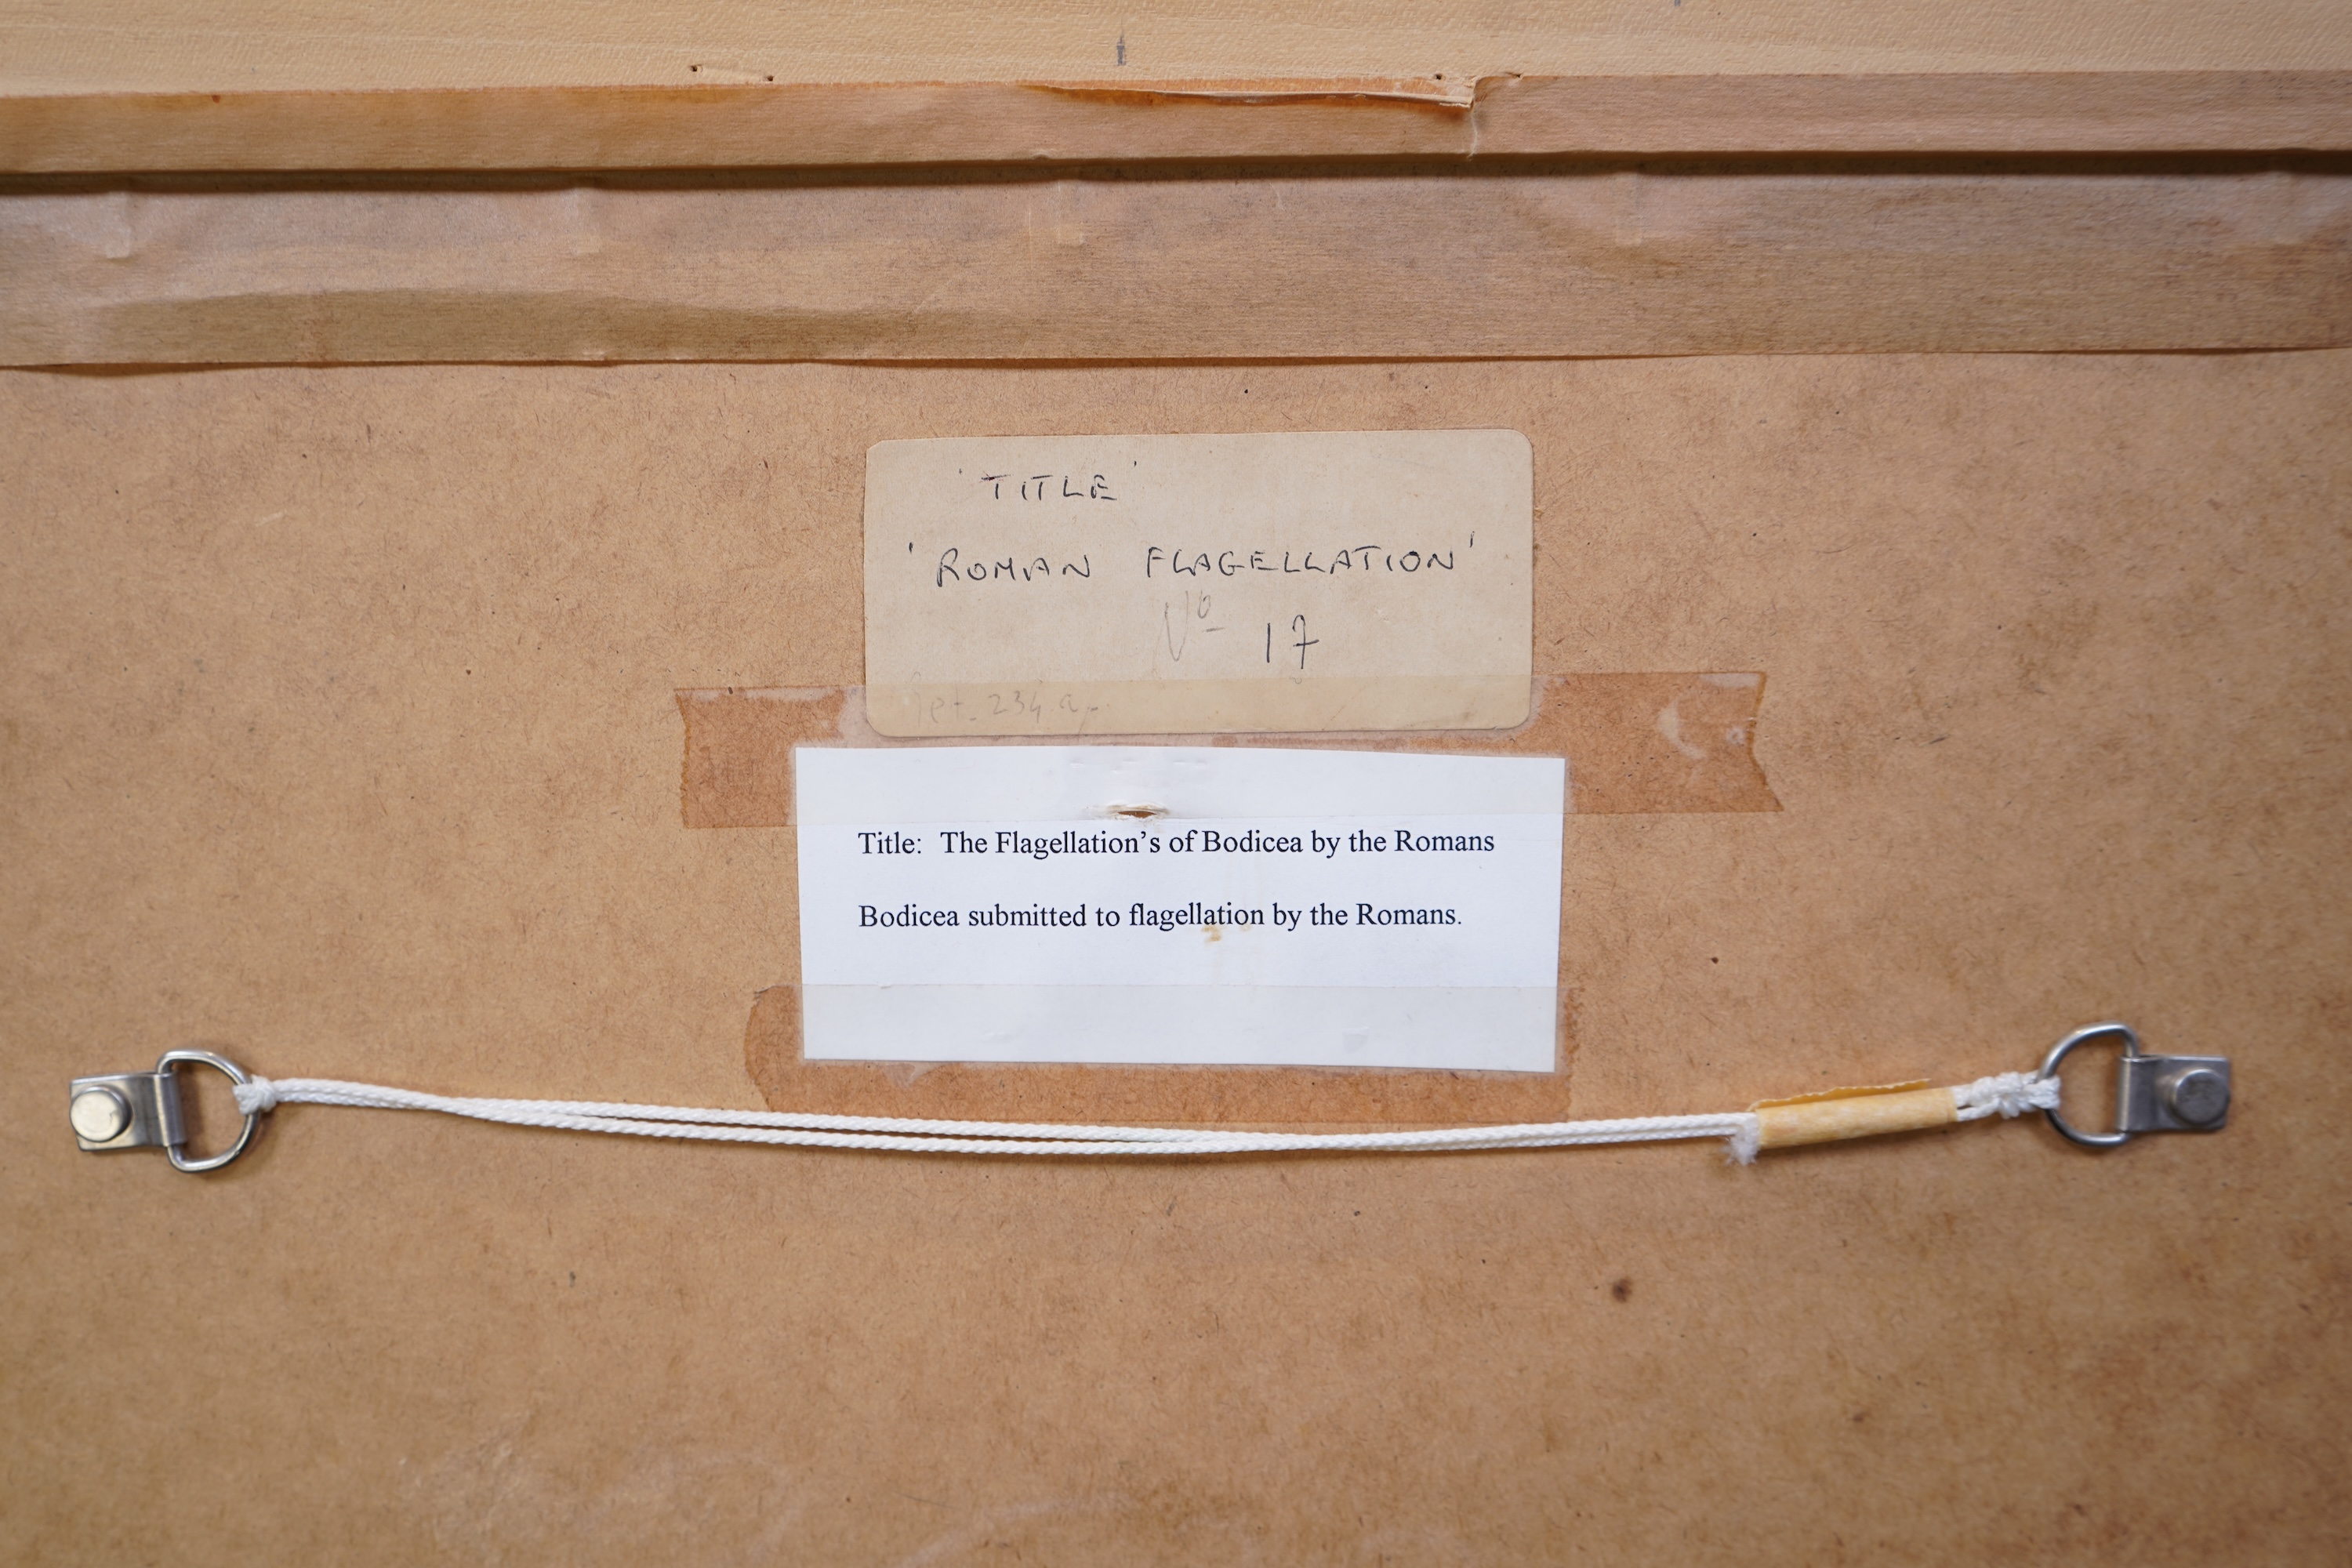 'TITLE'
'ROMAN FLAGELLATION'
No 17
234.a
Title: The Flagellation's of Bodicea by the Romans
Bodicea submitted to flagellation by the Romans.